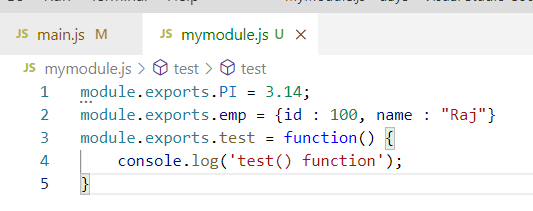 JS main.js M JS mymodule.js U ×
JS mymodule.js > test > test
1 module.exports.PI = 3.14;
2 module.exports.emp = {id : 100, name : "Raj"}
3 module.exports.test = function() {
4 console.log('test() function');
5 }